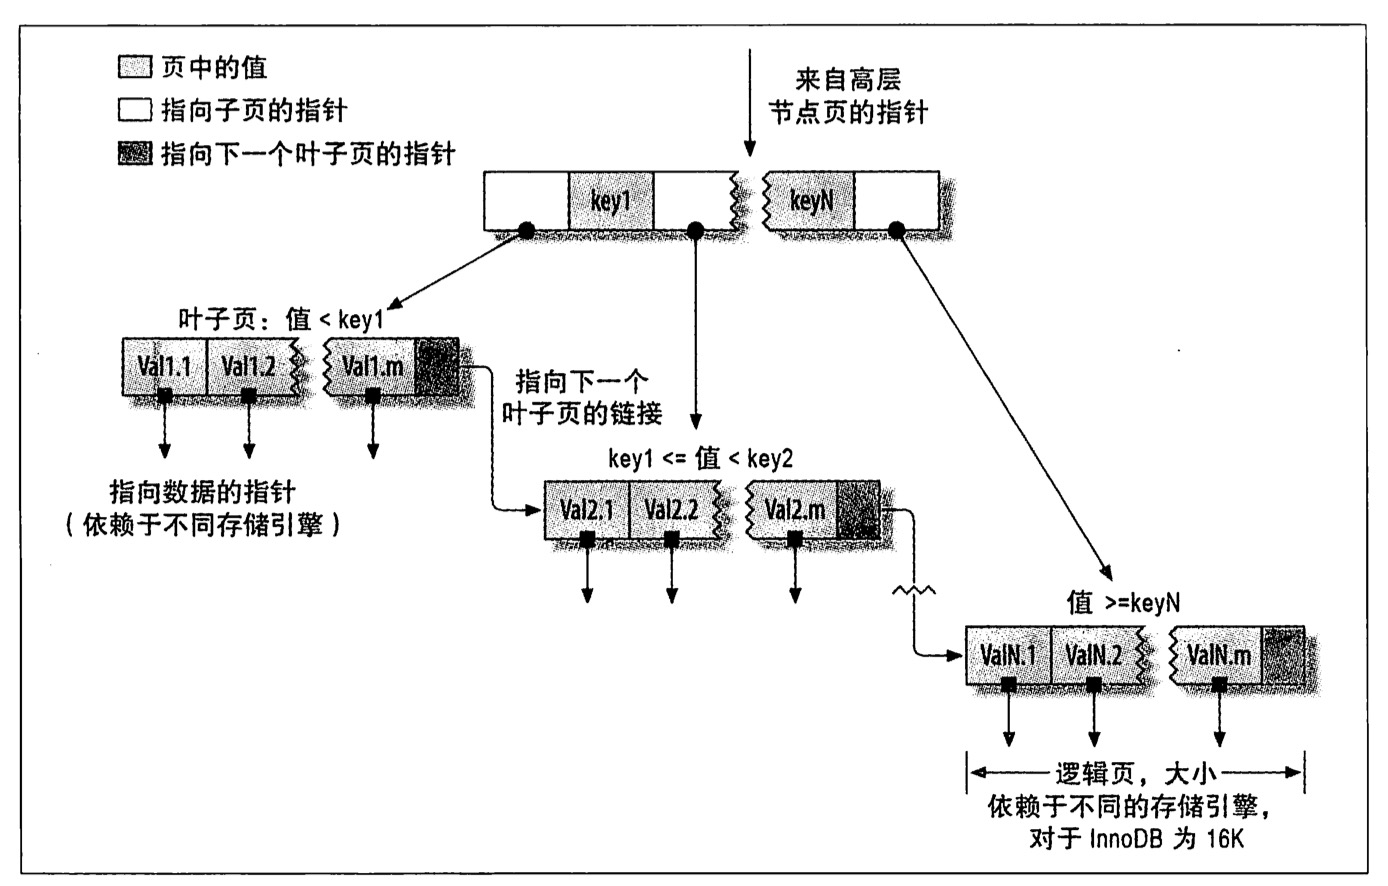 页中的值
指向子页的指针
指向下一个叶子页的指针
来自高层
节点页的指针
key1
keyN
叶子页：值 < key1
Val1.1
Val1.2
Val1.m
指向下一个
叶子页的链接
指向数据的指针
（依赖于不同存储引擎）
key1 <= 值 < key2
Val2.1
Val2.2
Val2.m
值 >=keyN
ValN.1
ValN.2
ValN.m
逻辑页，大小
依赖于不同的存储引擎，
对于 InnoDB 为 16K